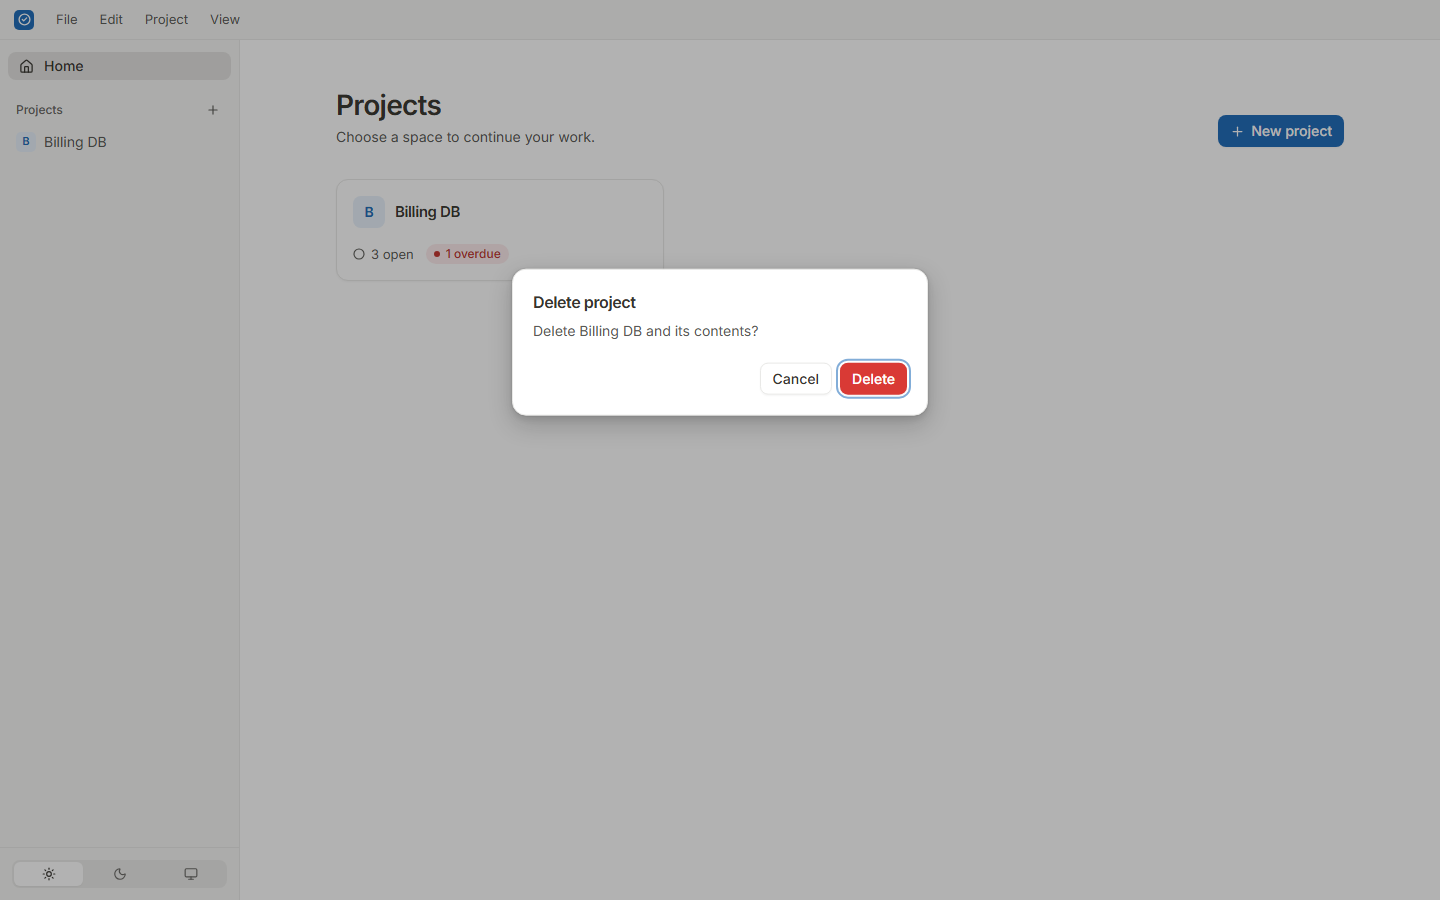 File Edit Project View
Home
Projects
B Billing DB
Projects
Choose a space to continue your work.
New project
B Billing DB
3 open 1 overdue
Delete project
Delete Billing DB and its contents?
Cancel Delete